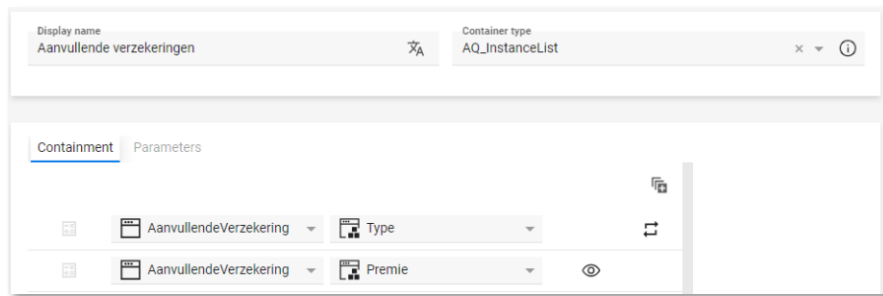 Display name
Aanvullende verzekeringen
Container type
AQ_InstanceList
Containment Parameters
AanvullendeVerzekering Type
AanvullendeVerzekering Premie